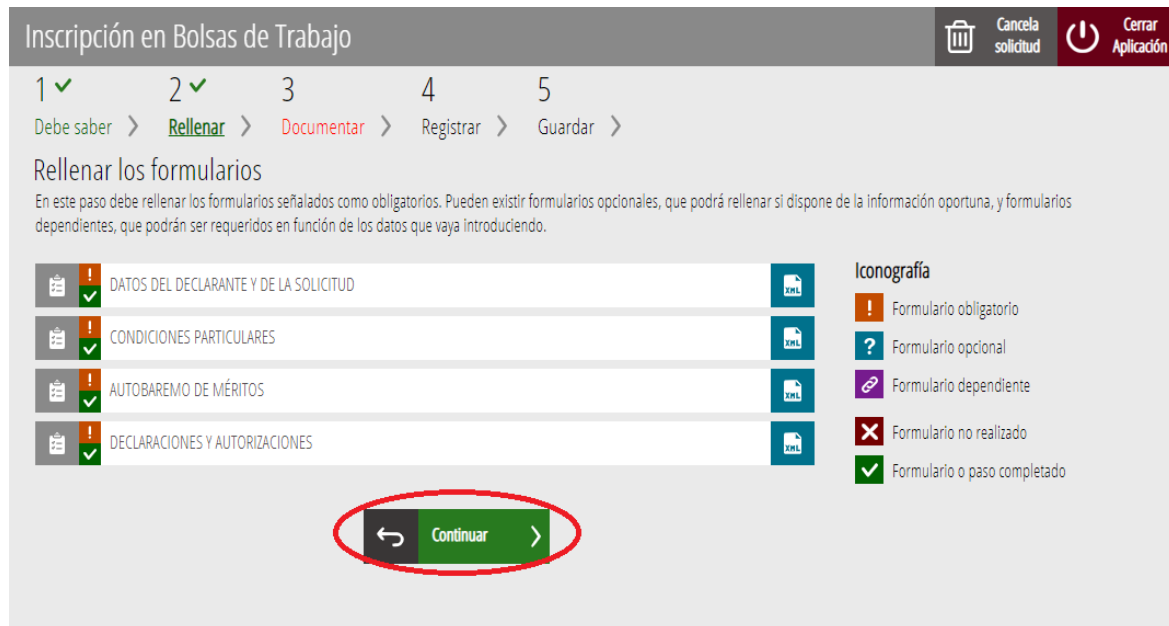 Inscripción en Bolsas de Trabajo
Cancela
solicitud
Cerrar
Aplicación
1 2 3 4 5
Debe saber Rellenar Documentar Registrar Guardar
Rellenar los formularios
En este paso debe rellenar los formularios señalados como obligatorios. Pueden existir formularios opcionales, que podrá rellenar si dispone de la información oportuna, y formularios
dependientes, que podrán ser requeridos en función de los datos que vaya introduciendo.
! DATOS DEL DECLARANTE Y DE LA SOLICITUD XML
! CONDICIONES PARTICULARES XML
! AUTOBAREMO DE MÉRITOS XML
! DECLARACIONES Y AUTORIZACIONES XML
Iconografía
! Formulario obligatorio
? Formulario opcional
Formulario dependiente
Formulario no realizado
Formulario o paso completado
Continuar